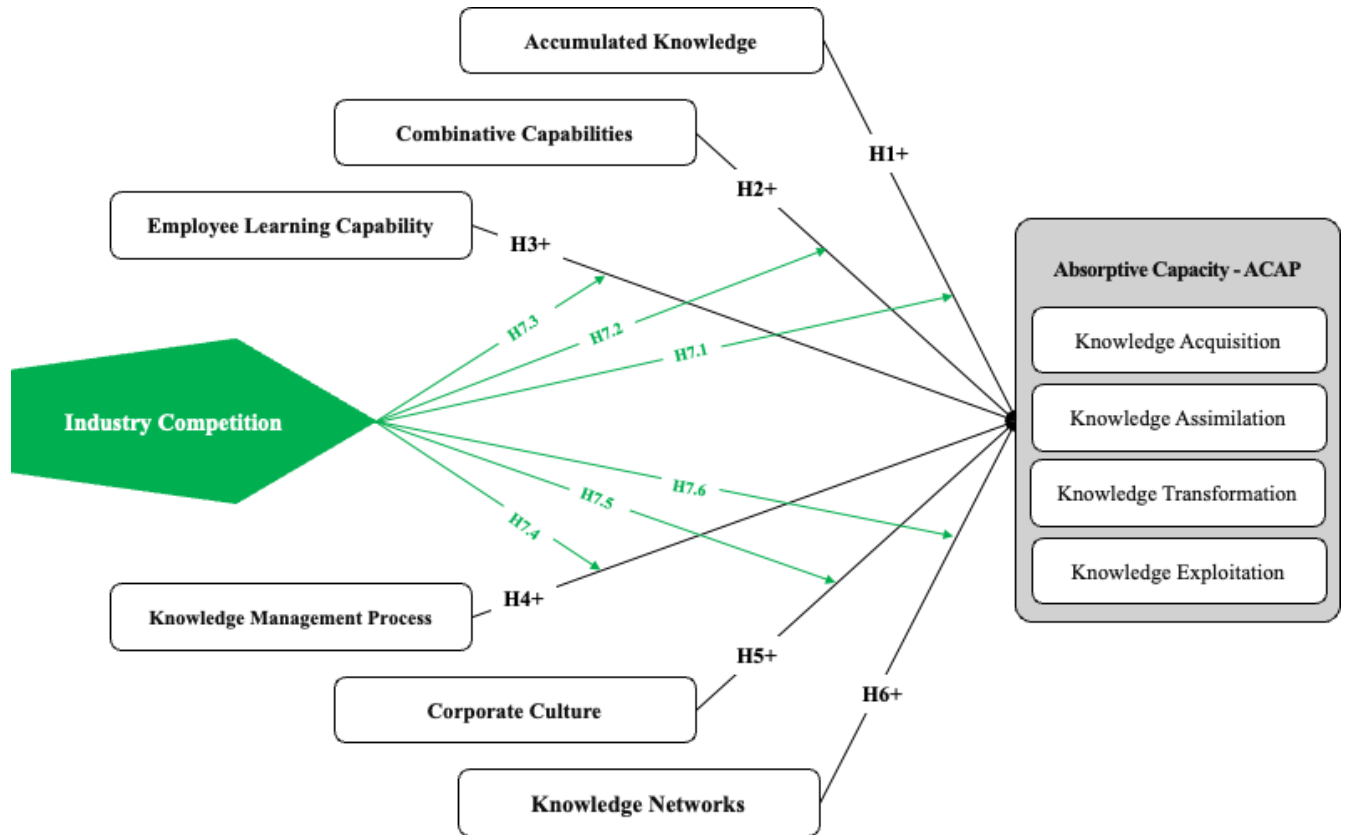 Accumulated Knowledge
Combinative Capabilities
H1+
H2+
Employee Learning Capability
H3+
Absorptive Capacity - ACAP
H7.3
H7.2
H7.1
Knowledge Acquisition
Industry Competition
Knowledge Assimilation
H7.6
H7.5
H7.4
Knowledge Transformation
Knowledge Exploitation
H4+
Knowledge Management Process
H5+
H6+
Corporate Culture
Knowledge Networks